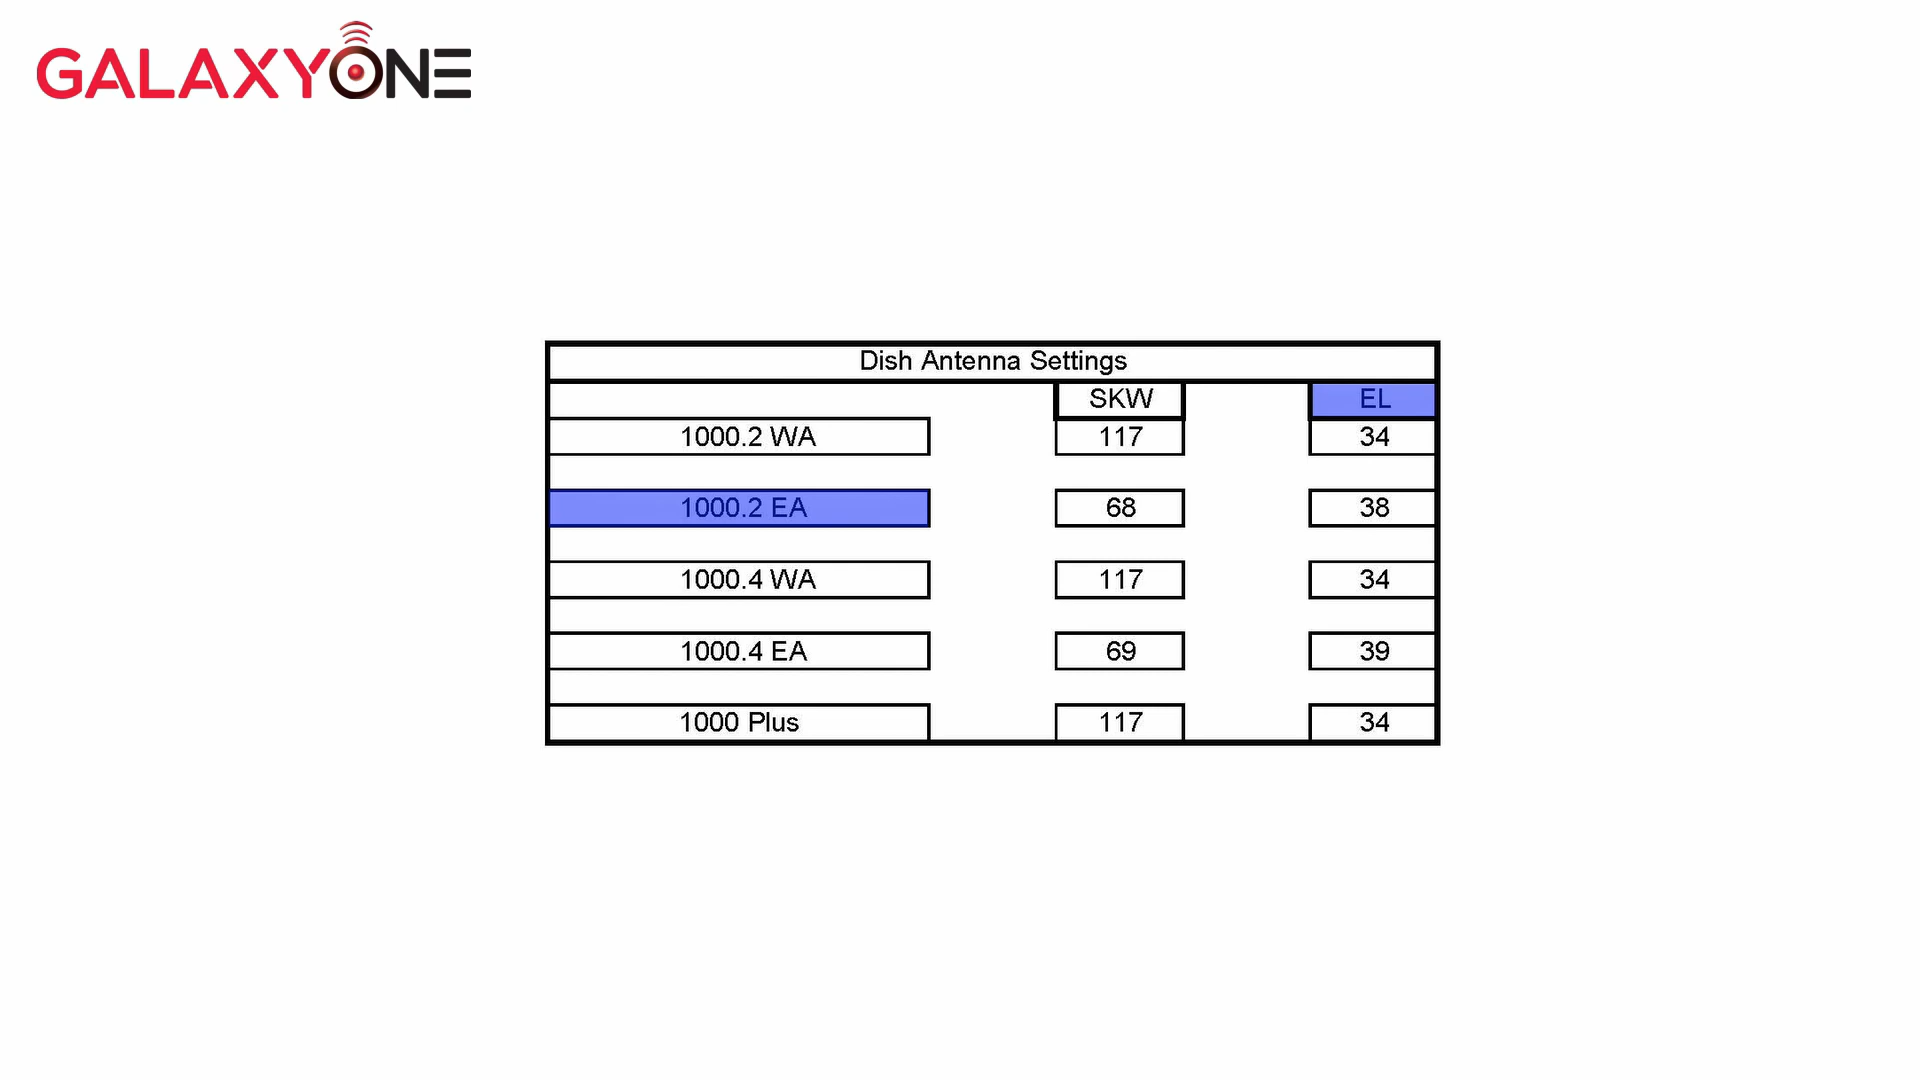 GALAXYONE
Dish Antenna Settings
SKW EL
1000.2 WA 117 34
1000.2 EA 68 38
1000.4 WA 117 34
1000.4 EA 69 39
1000 Plus 117 34